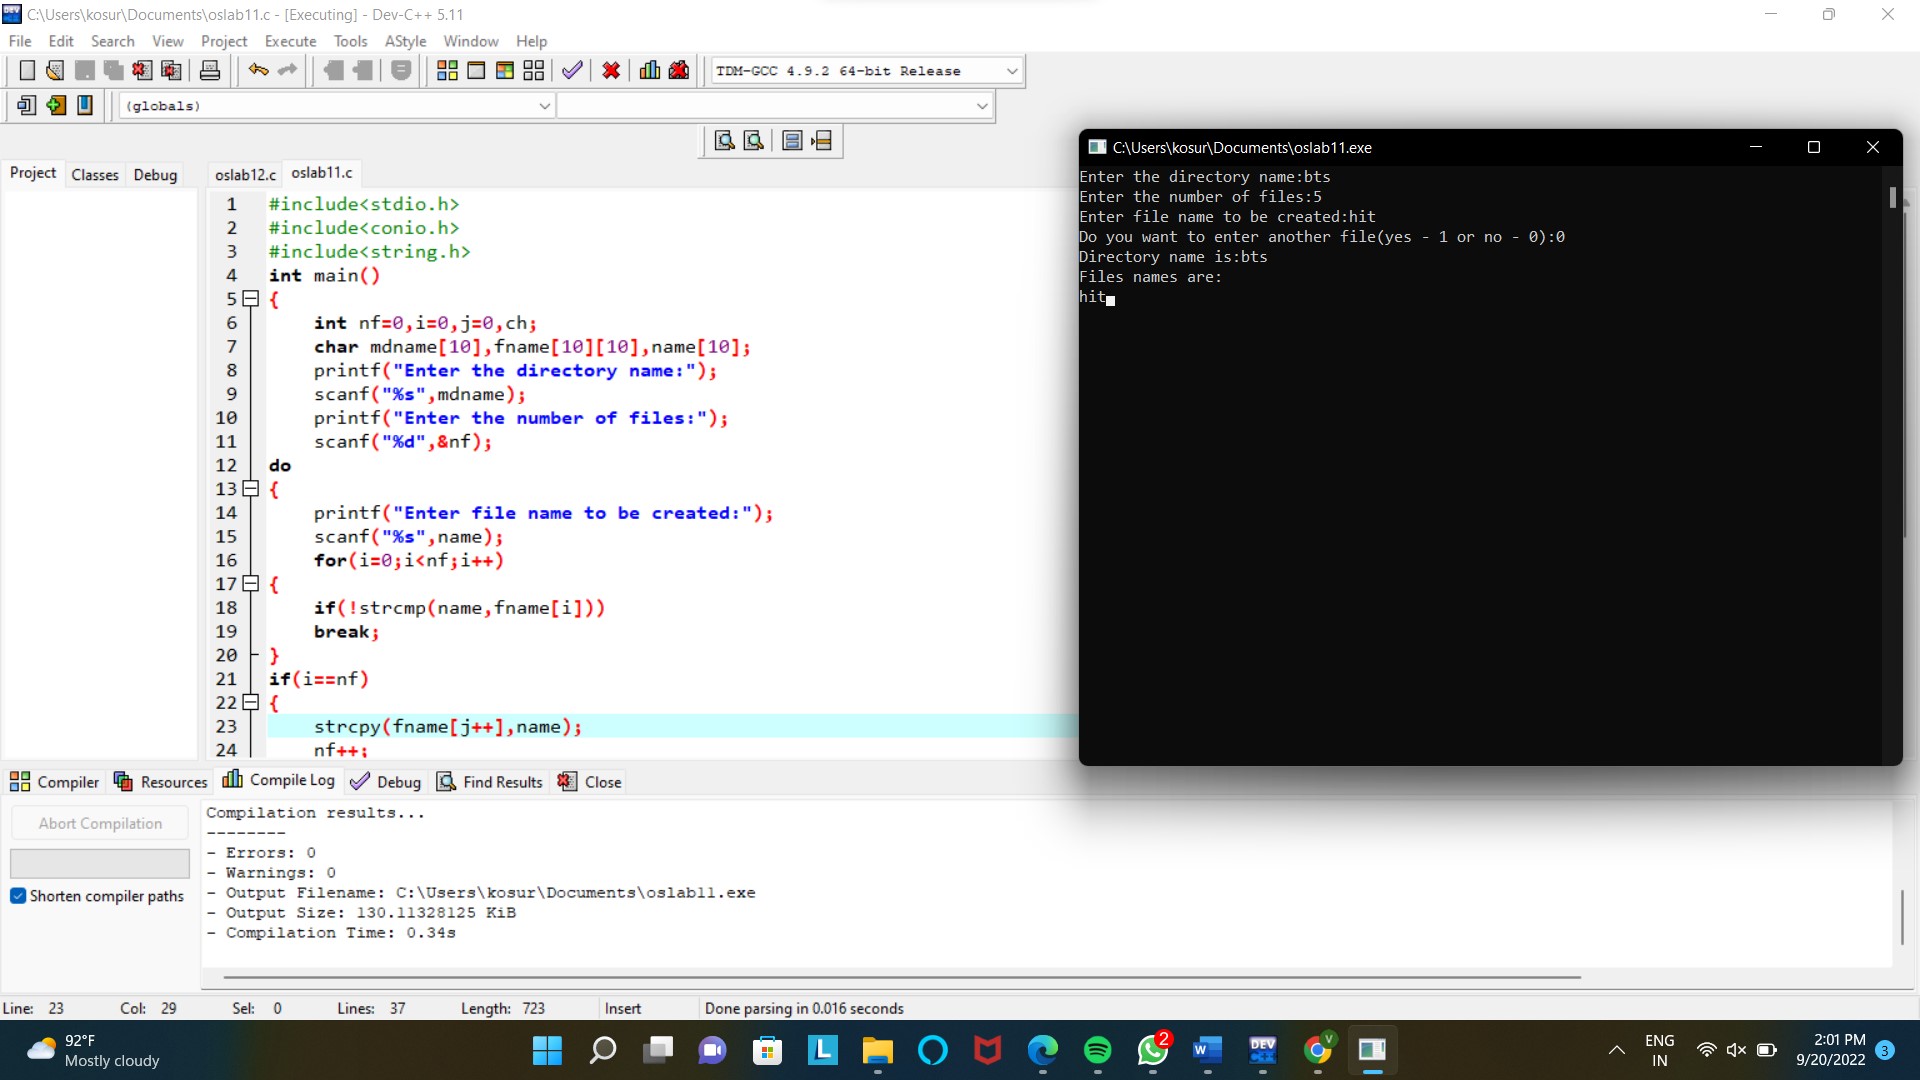 C:\Users\kosur\Documents\oslab11.c - [Executing] - Dev-C++ 5.11
File Edit Search View Project Execute Tools AStyle Window Help
TDM-GCC 4.9.2 64-bit Release
(globals)
Project Classes Debug
oslab12.c oslab11.c
1 #include<stdio.h>
2 #include<conio.h>
3 #include<string.h>
4 int main()
5 {
6 int nf=0,i=0,j=0,ch;
7 char mdname[10],fname[10][10],name[10];
8 printf("Enter the directory name:");
9 scanf("%s",mdname);
10 printf("Enter the number of files:");
11 scanf("%d",&nf);
12 do
13 {
14 printf("Enter file name to be created:");
15 scanf("%s",name);
16 for(i=0;i<nf;i++)
17 {
18 if(!strcmp(name,fname[i]))
19 break;
20 }
21 if(i==nf)
22 {
23 strcpy(fname[j++],name);
24 nf++;
C:\Users\kosur\Documents\oslab11.exe
Enter the directory name:bts
Enter the number of files:5
Enter file name to be created:hit
Do you want to enter another file(yes - 1 or no - 0):0
Directory name is:bts
Files names are:
hit
Compiler Resources Compile Log Debug Find Results Close
Abort Compilation
Shorten compiler paths
Compilation results...
--------
- Errors: 0
- Warnings: 0
- Output Filename: C:\Users\kosur\Documents\oslab11.exe
- Output Size: 130.11328125 KiB
- Compilation Time: 0.34s
Line: 23 Col: 29 Sel: 0 Lines: 37 Length: 723 Insert Done parsing in 0.016 seconds
92°F
Mostly cloudy
L
2
W
DEV
C++
V
ENG
IN
2:01 PM
9/20/2022
3